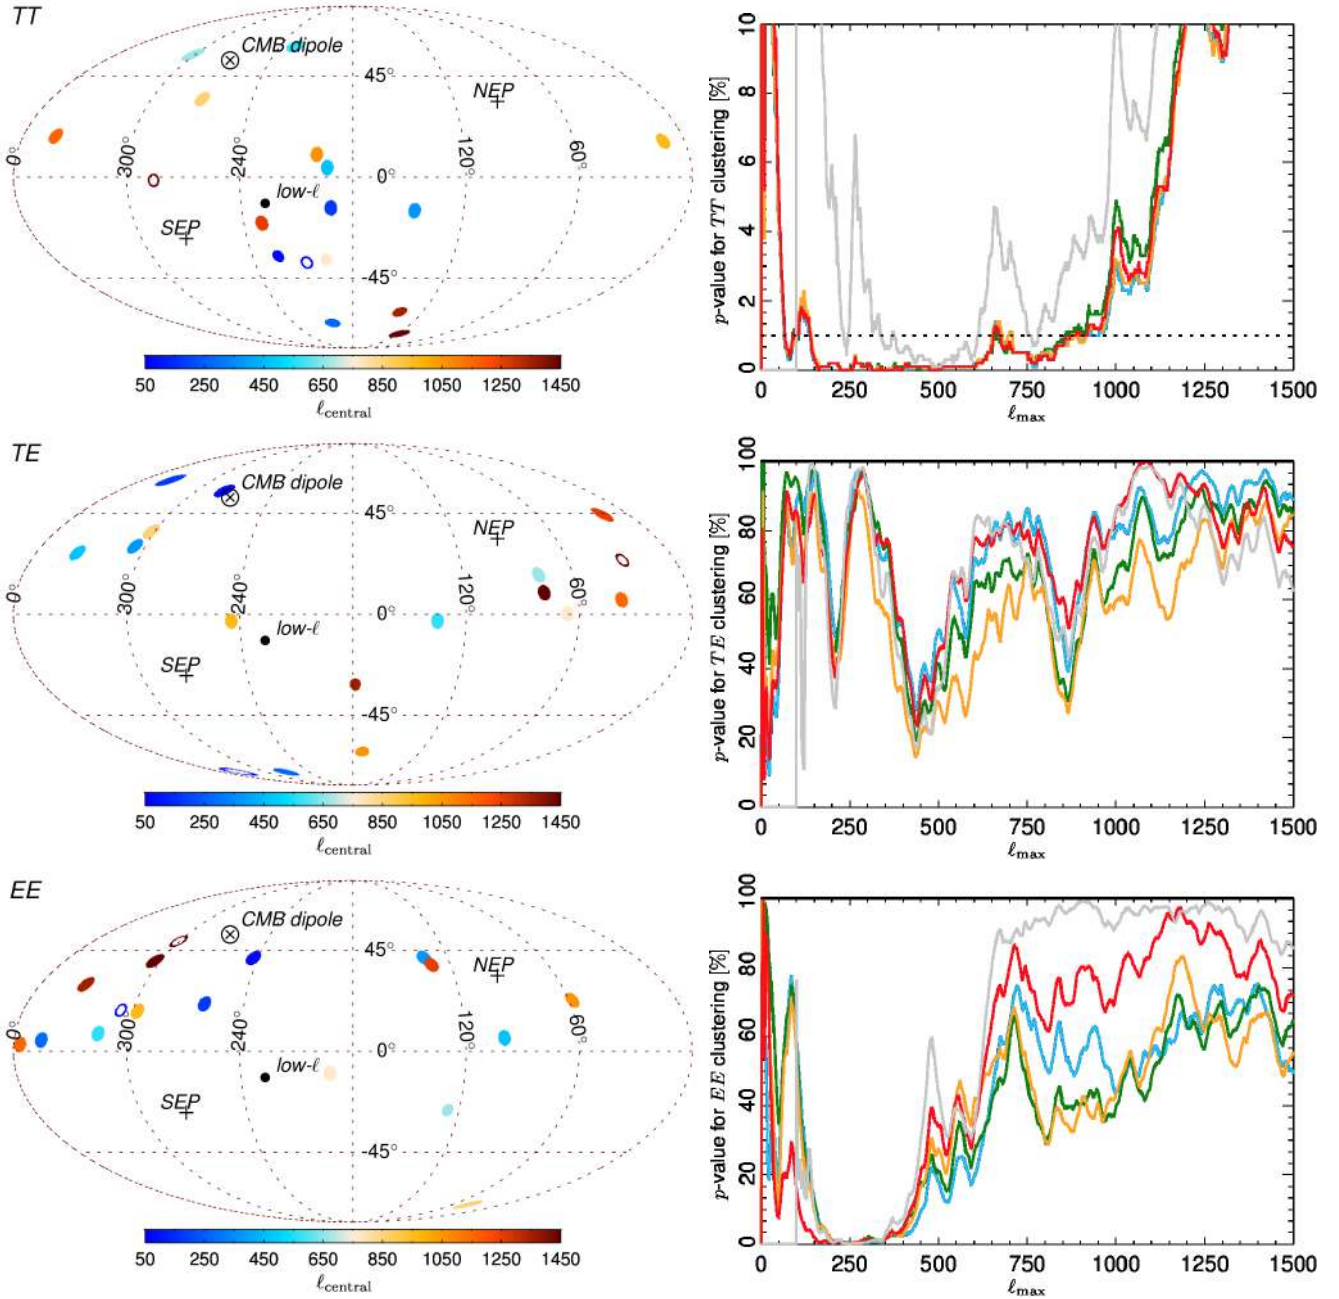 TT
CMB dipole
45°
NEP
0°
300°
240°
120°
60°
0°
low-ℓ
SEP
-45°
50 250 450 650 850 1050 1250 1450
ℓcentral
p-value for TT clustering [%]
10
8
6
4
2
0
0 250 500 750 1000 1250 1500
ℓmax
TE
CMB dipole
45°
NEP
0°
300°
240°
120°
60°
0°
low-ℓ
SEP
-45°
50 250 450 650 850 1050 1250 1450
ℓcentral
p-value for TE clustering [%]
100
80
60
40
20
0
0 250 500 750 1000 1250 1500
ℓmax
EE
CMB dipole
45°
NEP
0°
300°
240°
120°
60°
0°
low-ℓ
SEP
-45°
50 250 450 650 850 1050 1250 1450
ℓcentral
p-value for EE clustering [%]
100
80
60
40
20
0
0 250 500 750 1000 1250 1500
ℓmax